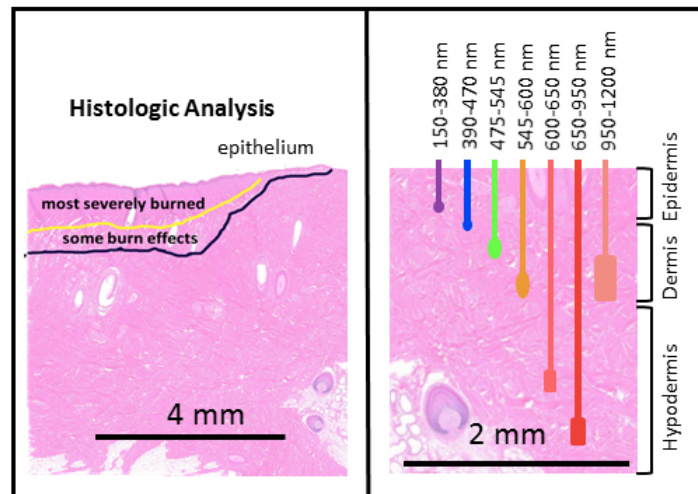 Histologic Analysis
epithelium
most severely burned
some burn effects
4 mm
150-380 nm
390-470 nm
475-545 nm
545-600 nm
600-650 nm
650-950 nm
950-1200 nm
Epidermis
Dermis
Hypodermis
2 mm